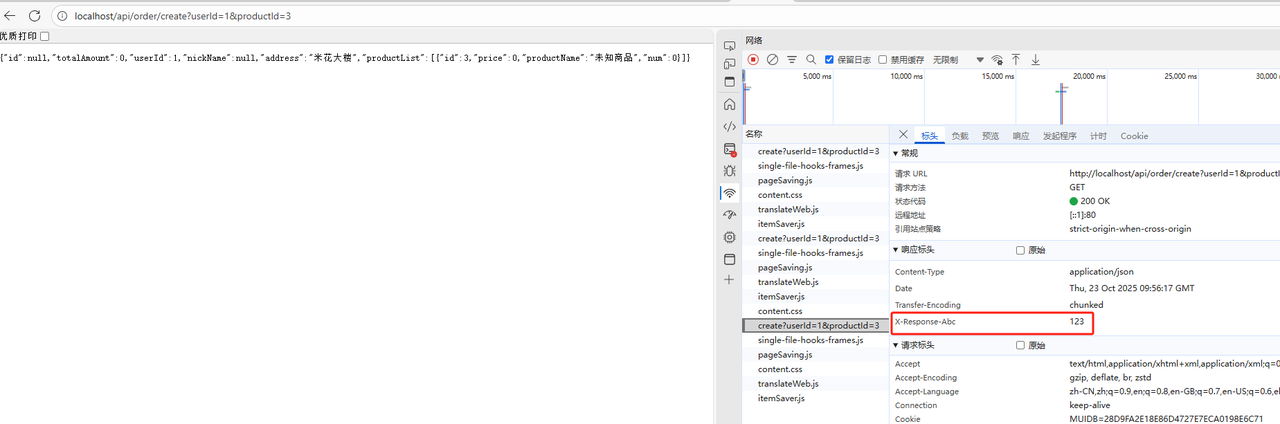 localhost/api/order/create?userId=1&productId=3
优质打印
{"id":null,"totalAmount":0,"userId":1,"nickName":null,"address":"米花大楼","productList":[{"id":3,"price":0,"productName":"未知商品","num":0}]}
网络
保留日志 禁用缓存 无限制
5,000 ms 10,000 ms 15,000 ms 20,000 ms 25,000 ms 30,000 m
名称
create?userId=1&productId=3
single-file-hooks-frames.js
pageSaving.js
content.css
translateWeb.js
itemSaver.js
create?userId=1&productId=3
single-file-hooks-frames.js
pageSaving.js
translateWeb.js
itemSaver.js
content.css
create?userId=1&productId=3
single-file-hooks-frames.js
pageSaving.js
content.css
translateWeb.js
itemSaver.js
标头 负载 预览 响应 发起程序 计时 Cookie
常规
请求 URL http://localhost/api/order/create?userId=1&product
请求方法 GET
状态代码 200 OK
远程地址 [::1]:80
引用站点策略 strict-origin-when-cross-origin
响应标头 原始
Content-Type application/json
Date Thu, 23 Oct 2025 09:56:17 GMT
Transfer-Encoding chunked
X-Response-Abc 123
请求标头 原始
Accept text/html,application/xhtml+xml,application/xml;q=0
Accept-Encoding gzip, deflate, br, zstd
Accept-Language zh-CN,zh;q=0.9,en;q=0.8,en-GB;q=0.7,en-US;q=0.6,el
Connection keep-alive
Cookie MUIDB=28D9FA2E18E86D4727E7ECA0198E6C71